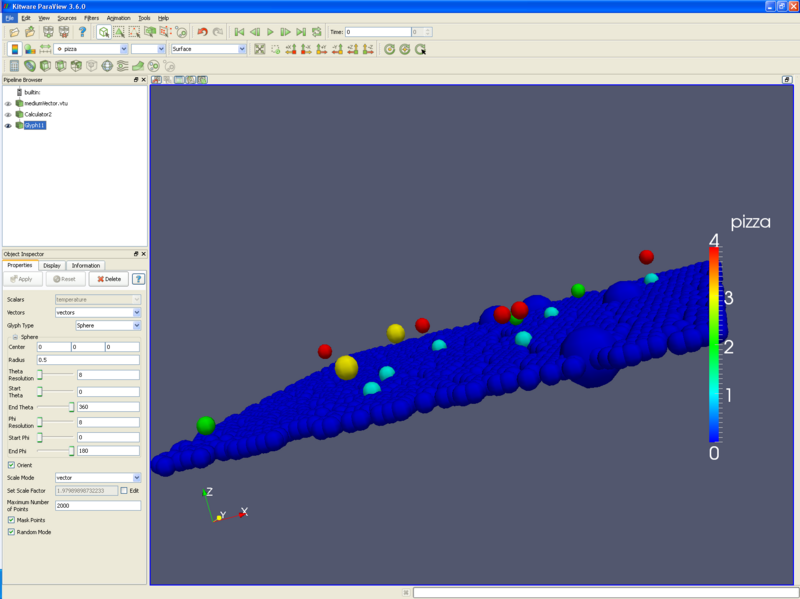 Kitware ParaView 3.6.0
File Edit View Sources Filters Animation Tools Help
Time: 0
pizza Surface
Pipeline Browser
builtin:
mediumVector.vtu
Calculator2
Glyph11
Object Inspector
Properties Display Information
Apply Reset Delete ?
Scalars temperature
Vectors vectors
Glyph Type Sphere
Sphere
Center 0 0 0
Radius 0.5
Theta
Resolution 8
Start
Theta 0
End Theta 360
Phi
Resolution 8
Start Phi 0
End Phi 180
Orient
Scale Mode vector
Set Scale Factor Edit
Maximum Number
of Points 2000
Mask Points
Random Mode
pizza
4
3
2
1
0
Z
Y X